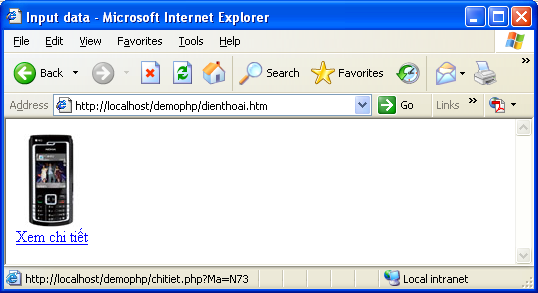 Input data - Microsoft Internet Explorer
File Edit View Favorites Tools Help
Back Search Favorites
Address http://localhost/demophp/dienthoai.htm Go Links
Xem chi tiết
http://localhost/demophp/chitiet.php?Ma=N73 Local intranet